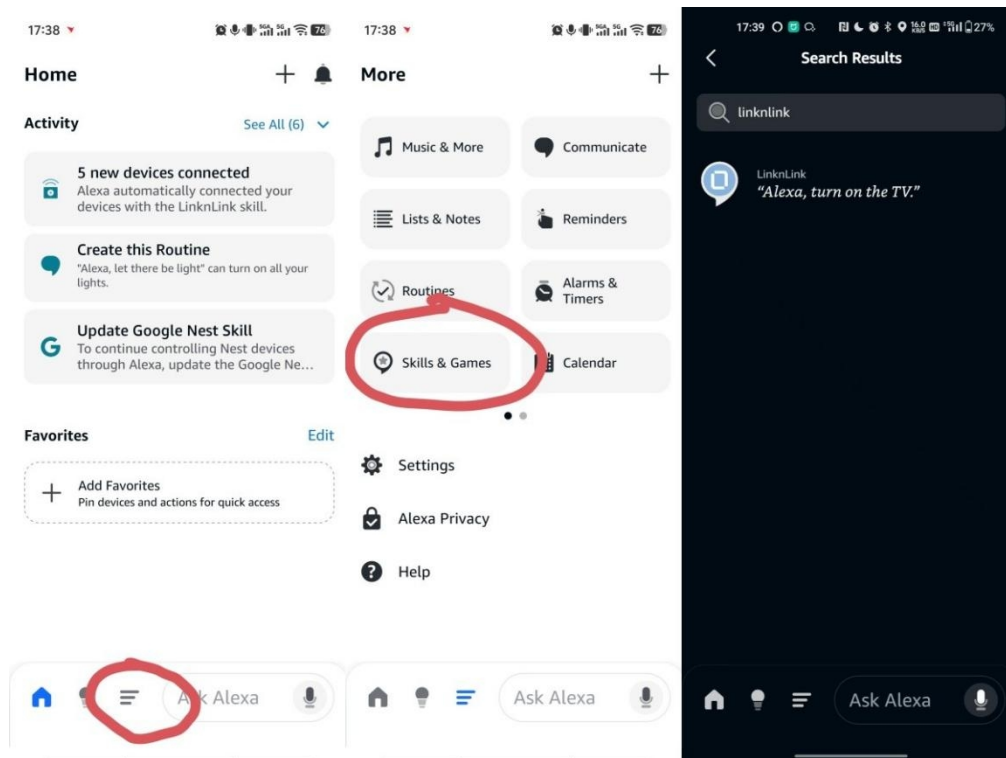 17:38
76
Home
Activity
See All (6)
5 new devices connected
Alexa automatically connected your
devices with the LinknLink skill.
Create this Routine
"Alexa, let there be light" can turn on all your
lights.
Update Google Nest Skill
To continue controlling Nest devices
through Alexa, update the Google Ne...
Favorites
Edit
Add Favorites
Pin devices and actions for quick access
Ask Alexa
17:38
76
More
Music & More
Communicate
Lists & Notes
Reminders
Routines
Alarms &
Timers
Skills & Games
Calendar
Settings
Alexa Privacy
Help
Ask Alexa
17:39
16.0
KB/S
27%
Search Results
linknlink
LinknLink
"Alexa, turn on the TV."
Ask Alexa